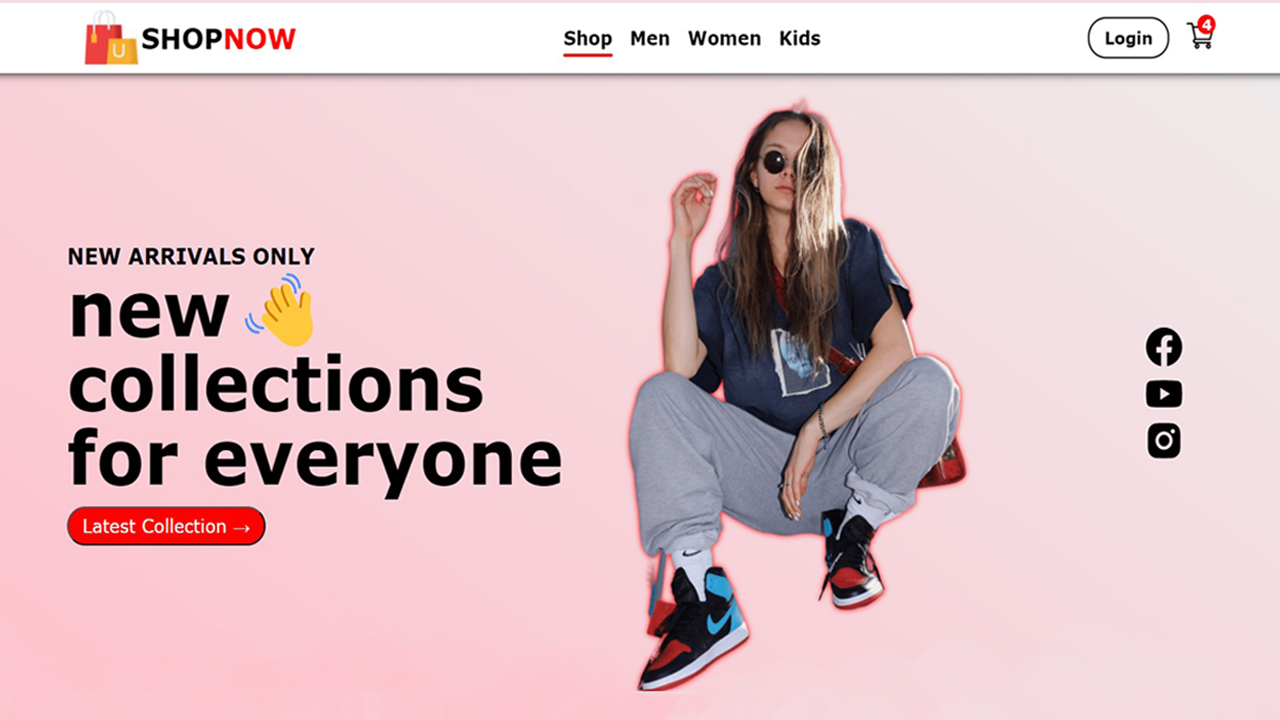 SHOPNOW
Shop Men Women Kids
Login
4
NEW ARRIVALS ONLY
new
collections
for everyone
Latest Collection →